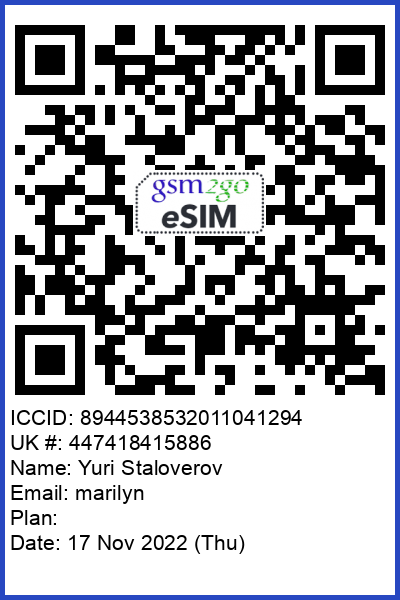 gsm2go
eSIM
ICCID: 8944538532011041294
UK #: 447418415886
Name: Yuri Staloverov
Email: marilyn
Plan:
Date: 17 Nov 2022 (Thu)